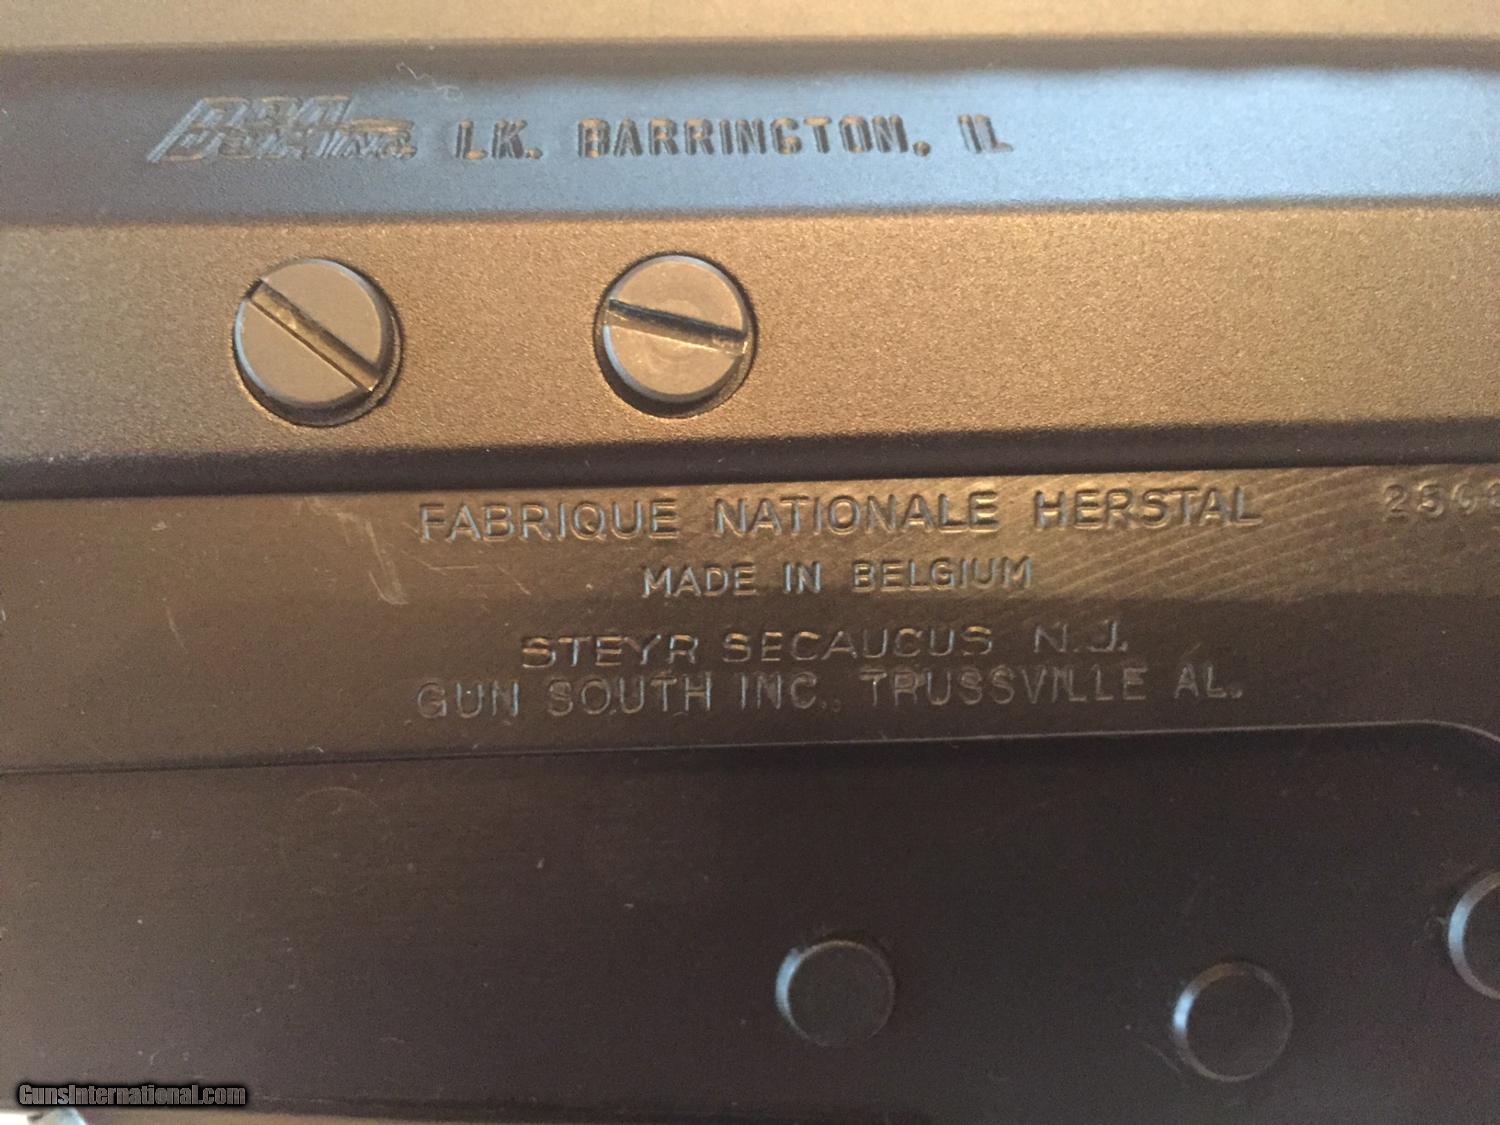 LK. BARRINGTON, IL
FABRIQUE NATIONALE HERSTAL
MADE IN BELGIUM
STEYR SECAUCUS N.J.
GUN SOUTH INC., TRUSSVILLE AL.
GunsInternational.com